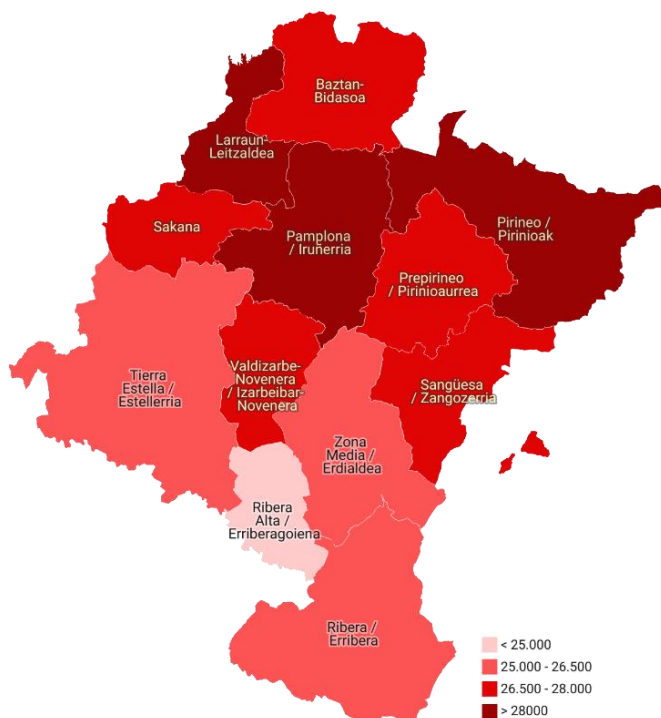 Baztan-
Bidasoa
Larraun-
Leitzaldea
Sakana
Pamplona
/ Iruñerria
Pirineo /
Pirinioak
Prepirineo
/ Pirinioaurrea
Tierra
Estella /
Estellerria
Valdizarbe-
Novenera
/ Izarbeibar-
Novenera
Sangüesa
/ Zangozerria
Zona
Media /
Erdialdea
Ribera
Alta /
Erriberagoiena
Ribera /
Erribera
< 25.000
25.000 - 26.500
26.500 - 28.000
> 28000